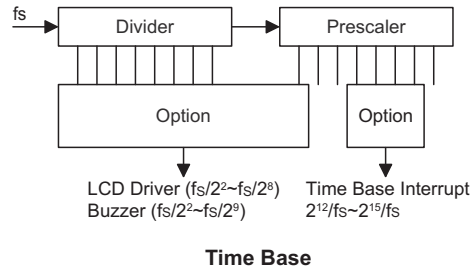 fs
Divider
Prescaler
Option
Option
LCD Driver (fs/2²~fs/2⁸)
Buzzer (fs/2²~fs/2⁹)
Time Base Interrupt
2¹²/fs~2¹⁵/fs
Time Base